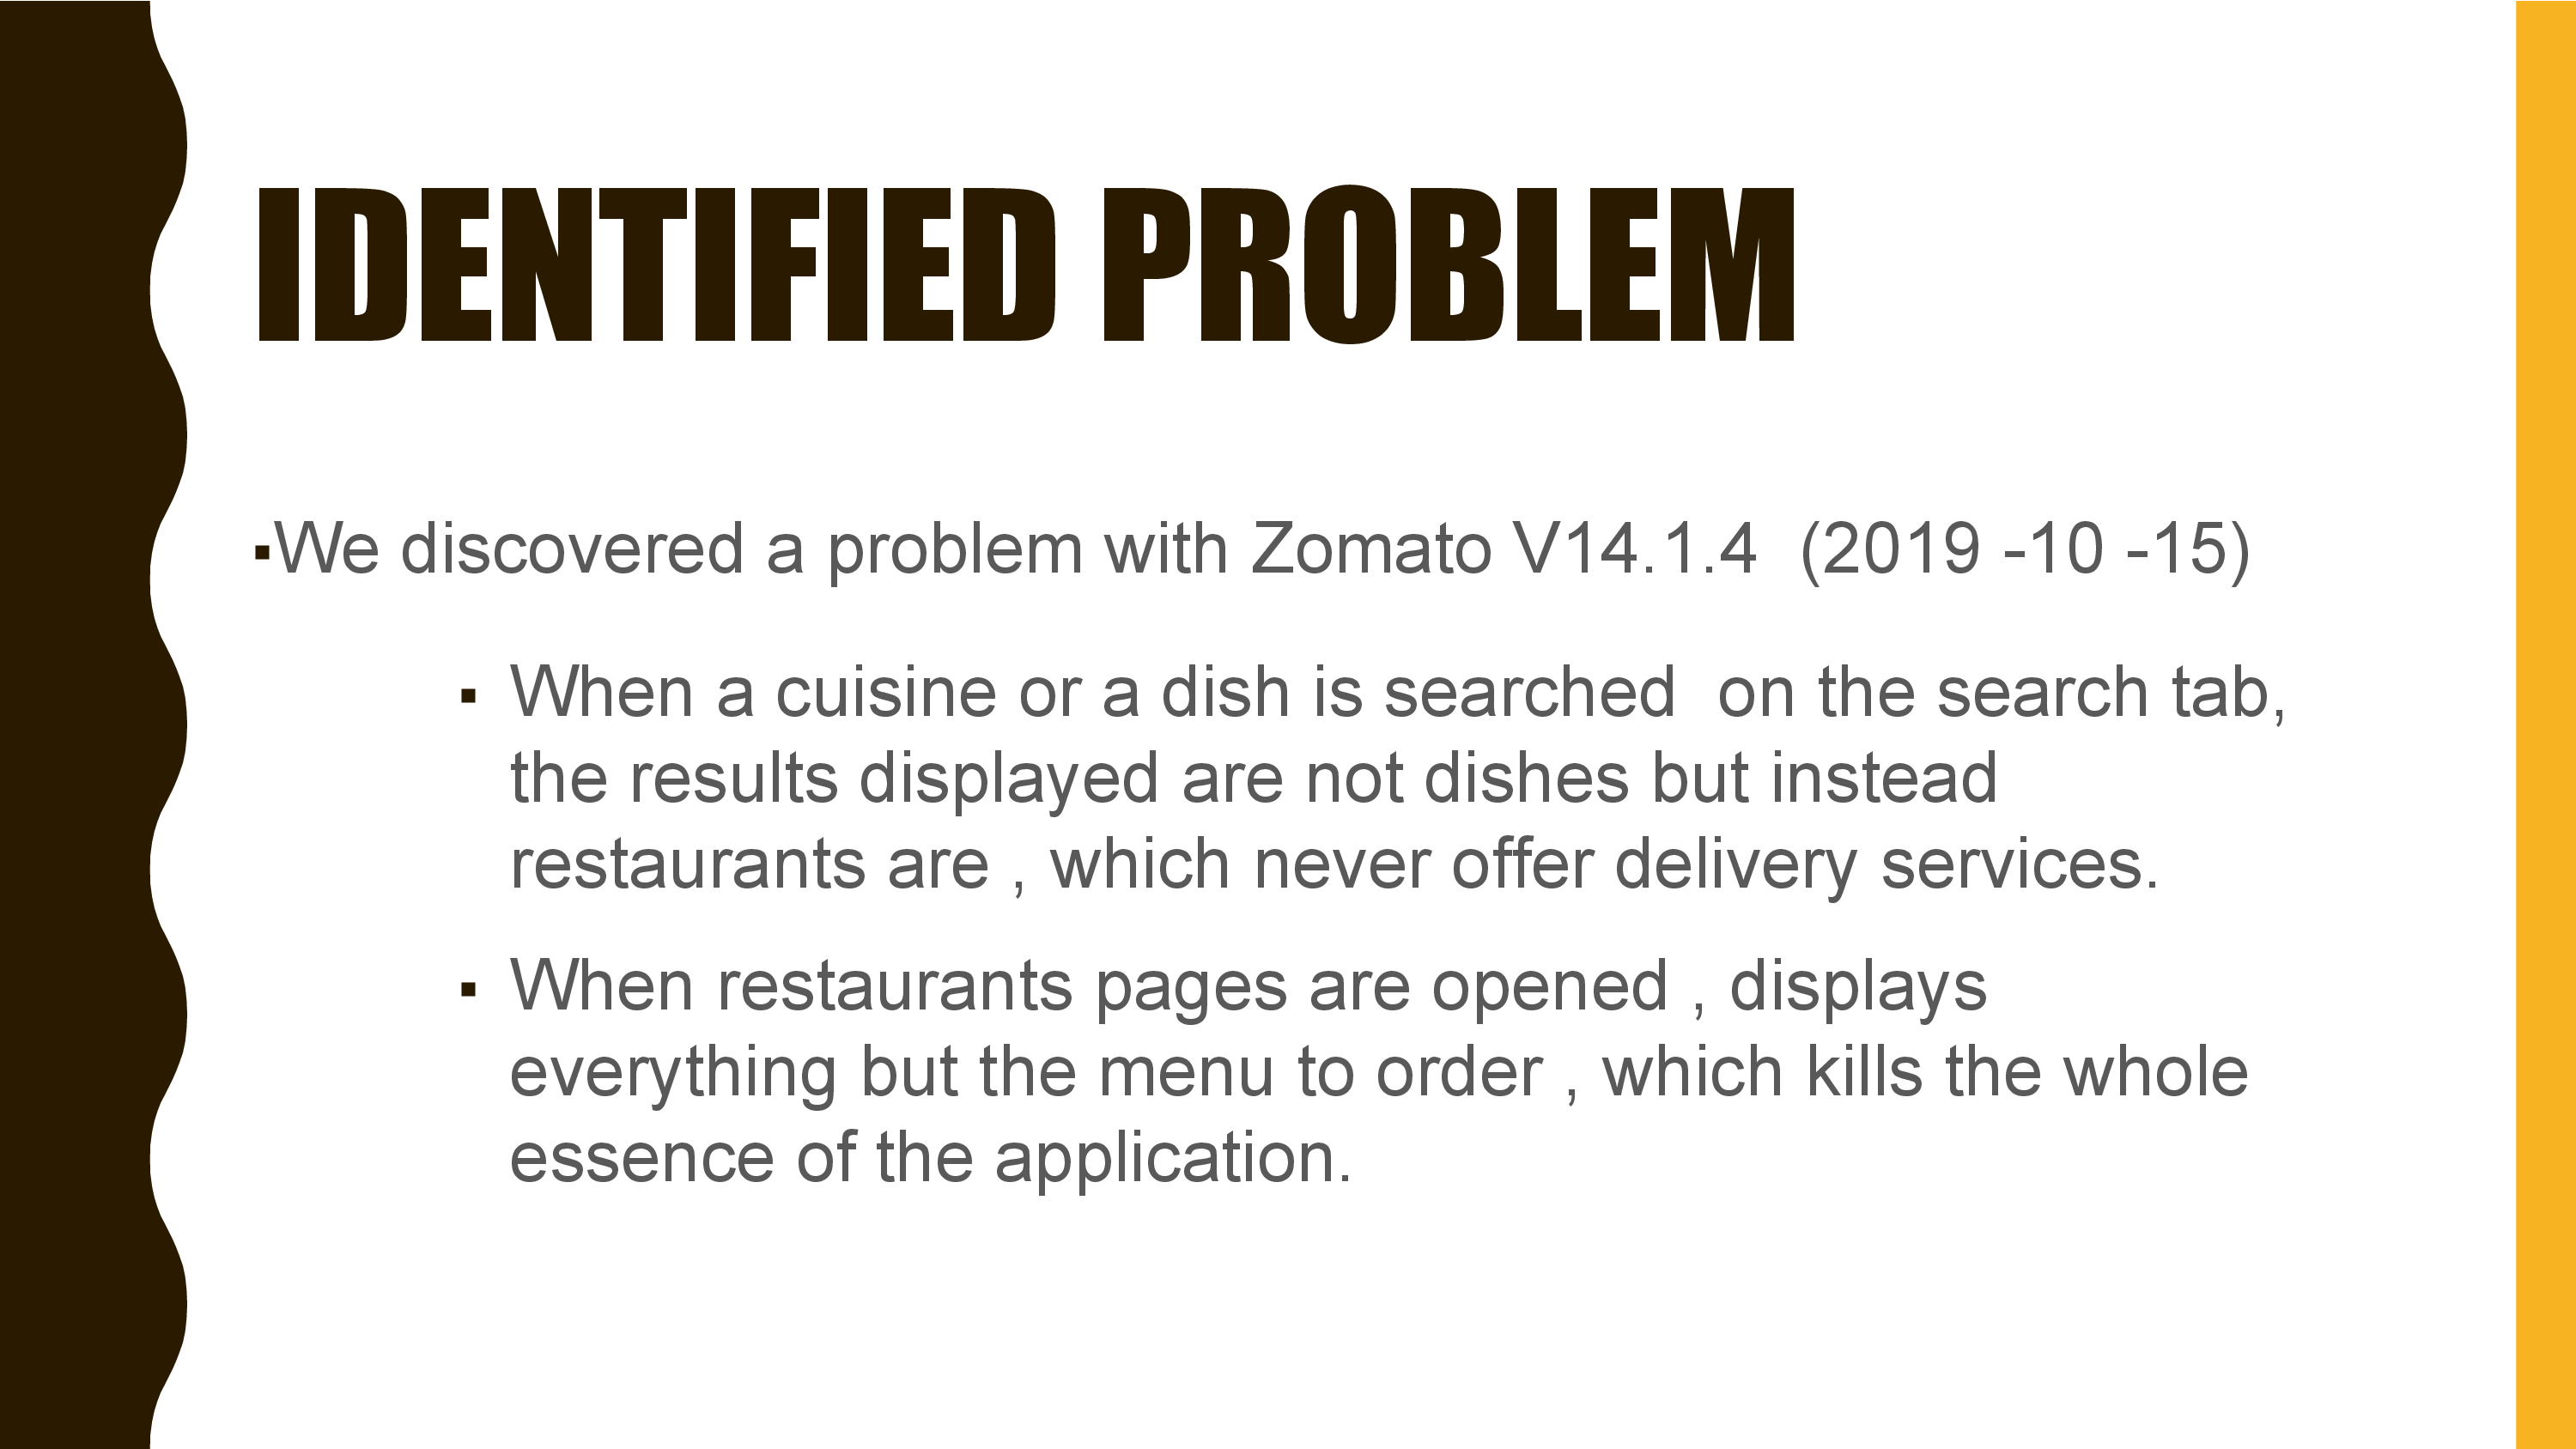 IDENTIFIED PROBLEM
▪We discovered a problem with Zomato V14.1.4  (2019 -10 -15)
▪ When a cuisine or a dish is searched  on the search tab,
the results displayed are not dishes but instead
restaurants are , which never offer delivery services.
▪ When restaurants pages are opened , displays
everything but the menu to order , which kills the whole
essence of the application.